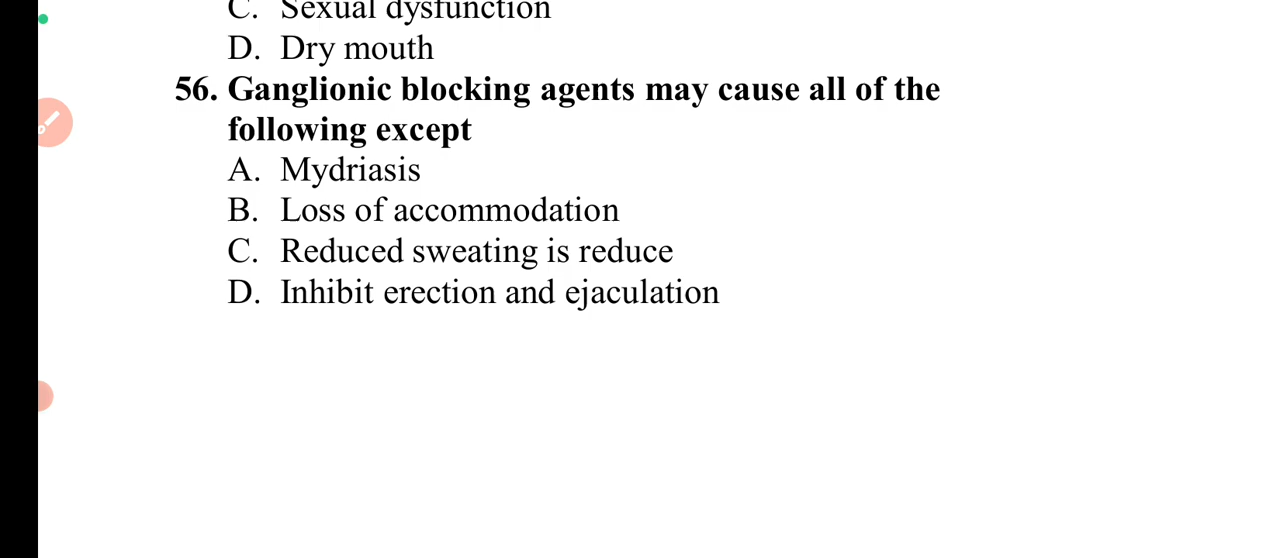 C. Sexual dysfunction
D. Dry mouth
56. Ganglionic blocking agents may cause all of the
following except
A. Mydriasis
B. Loss of accommodation
C. Reduced sweating is reduce
D. Inhibit erection and ejaculation